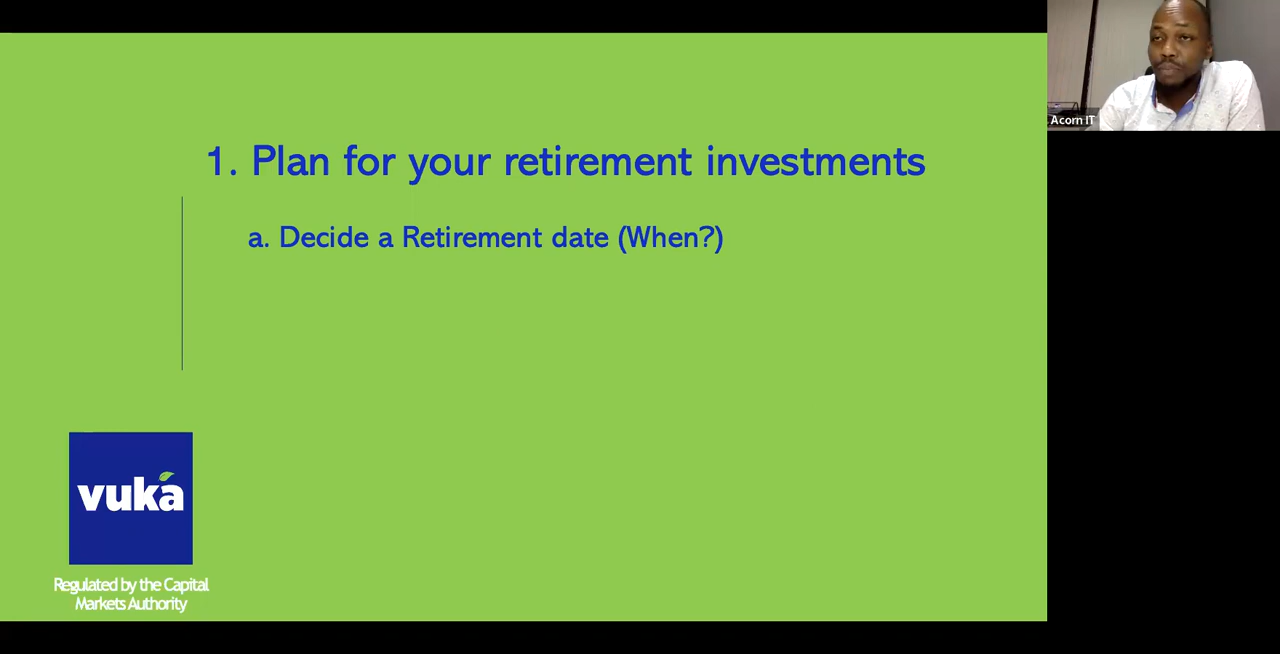 1. Plan for your retirement investments
a. Decide a Retirement date (When?)
vuka
Regulated by the Capital
Markets Authority
Acorn IT